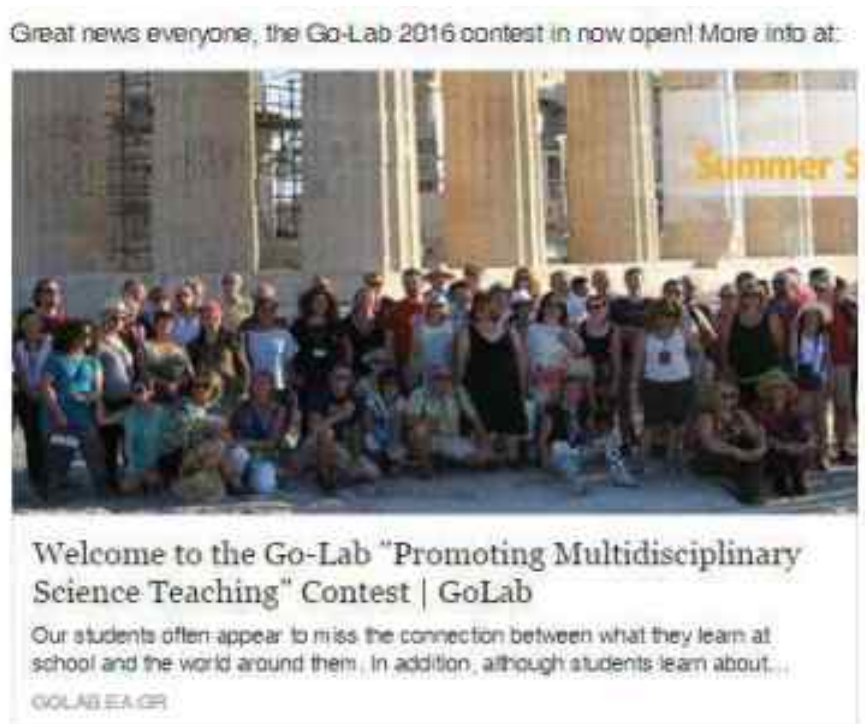 Great news everyone, the Go-Lab 2016 contest in now open! More info at:
Summer S
Welcome to the Go-Lab "Promoting Multidisciplinary
Science Teaching" Contest | GoLab
Our students often appear to miss the connection between what they learn at
school and the world around them. In addition, although students learn about...
GOLAB.EA.GR